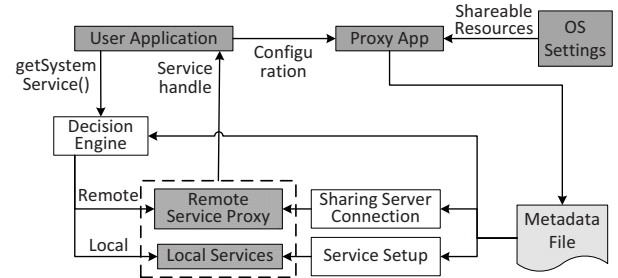 User Application
Proxy App
Shareable
Resources
OS
Settings
getSystem
Service()
Service
handle
Configu
ration
Decision
Engine
Remote
Remote
Service Proxy
Sharing Server
Connection
Metadata
File
Local
Local Services
Service Setup